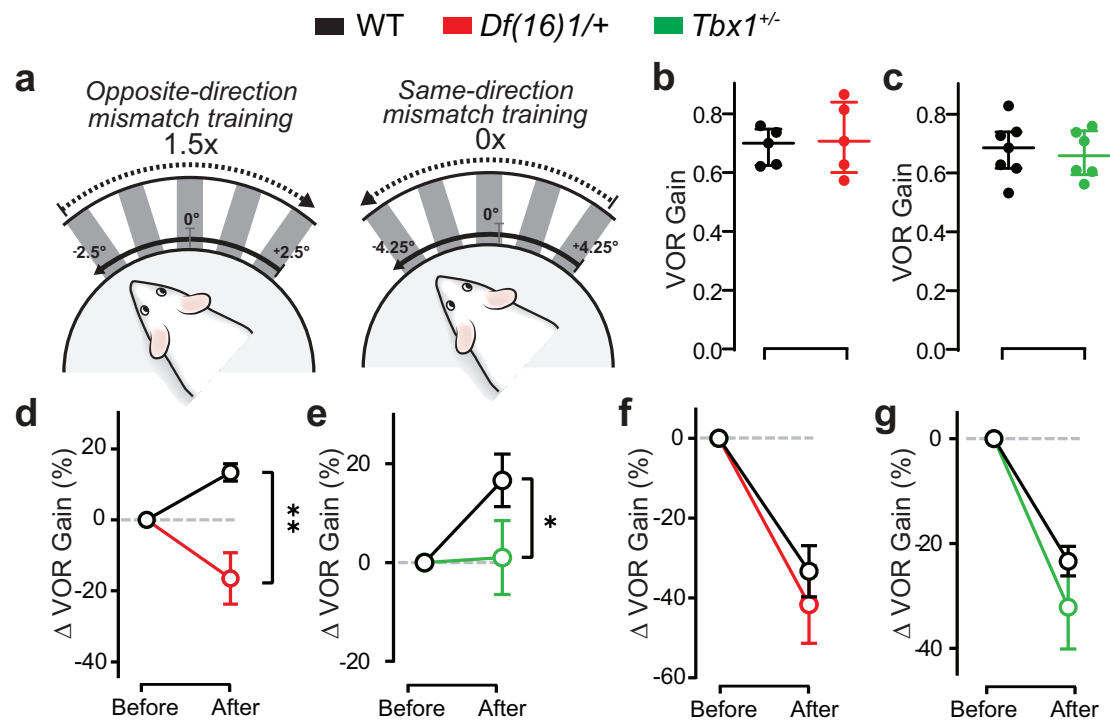 WT Df(16)1/+ Tbx1+/-
a
Opposite-direction
mismatch training
1.5x
0°
-2.5°
+2.5°
Same-direction
mismatch training
0x
0°
-4.25°
+4.25°
b
VOR Gain
0.8
0.6
0.4
0.2
0.0
c
VOR Gain
0.8
0.6
0.4
0.2
0.0
d
Δ VOR Gain (%)
20
0
-20
-40
**
Before After
e
Δ VOR Gain (%)
20
0
-20
*
Before After
f
Δ VOR Gain (%)
0
-20
-40
-60
Before After
g
Δ VOR Gain (%)
0
-20
-40
Before After